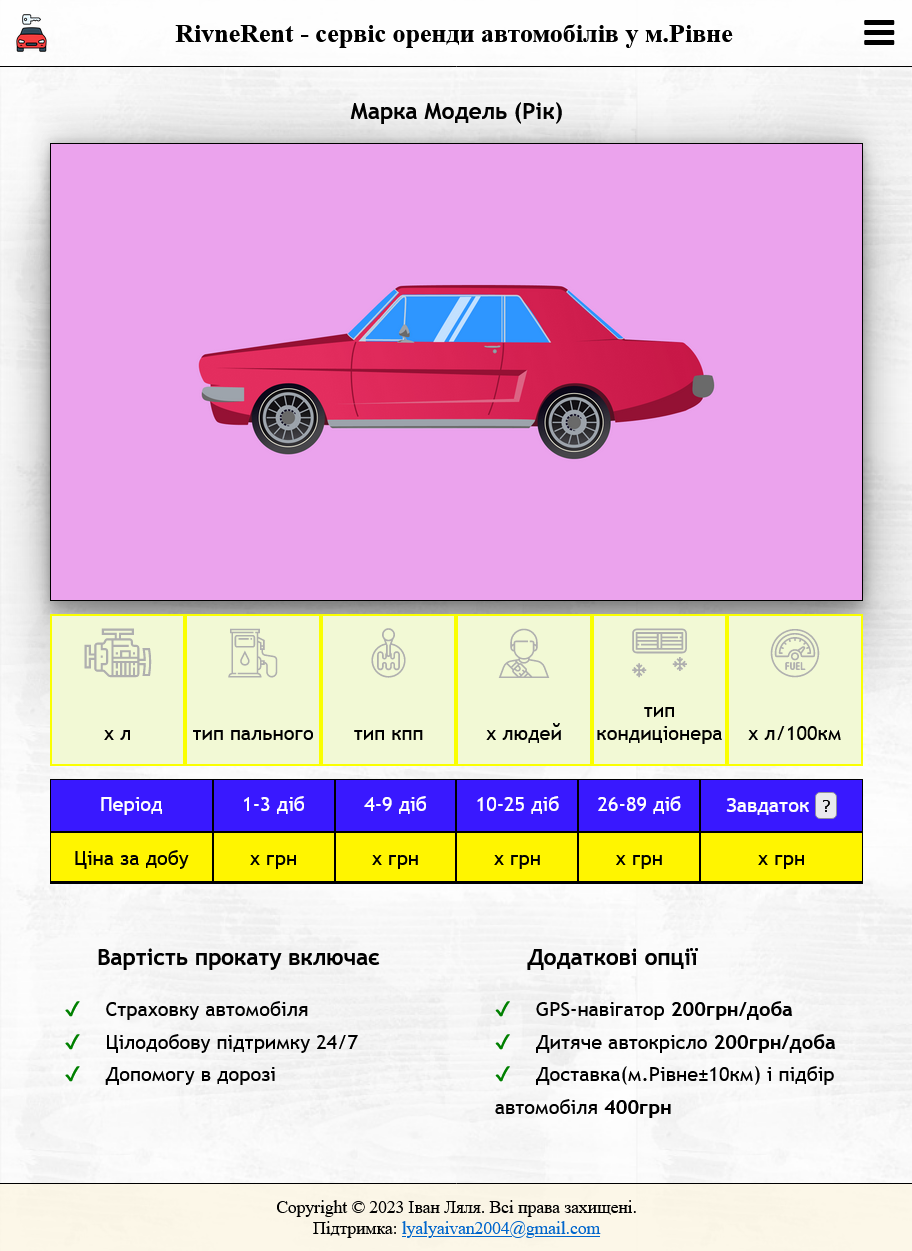 RivneRent - сервіс оренди автомобілів у м.Рівне
Марка Модель (Рік)
FUEL
х л
тип пального
тип кпп
х людей
тип
кондиціонера
х л/100км
Період 1-3 діб 4-9 діб 10-25 діб 26-89 діб Завдаток ?
Ціна за добу х грн х грн х грн х грн х грн
Вартість прокату включає
✓ Страховку автомобіля
✓ Цілодобову підтримку 24/7
✓ Допомогу в дорозі
Додаткові опції
✓ GPS-навігатор 200грн/доба
✓ Дитяче автокрісло 200грн/доба
✓ Доставка(м.Рівне±10км) і підбір
автомобіля 400грн
Copyright © 2023 Іван Ляля. Всі права захищені.
Підтримка: lyalyaivan2004@gmail.com